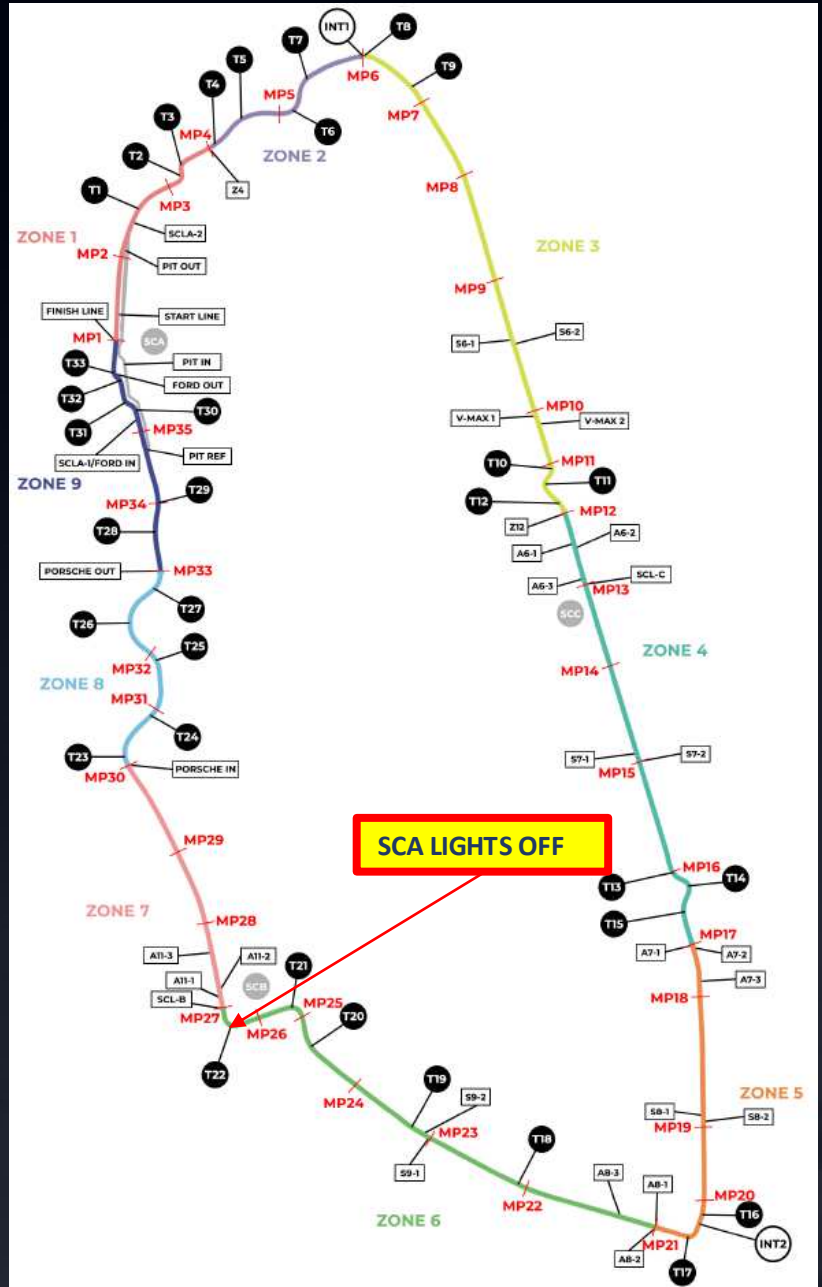 INT1
T8
T7
T5
T9
T4
MP6
MP5
MP7
T3
MP4
T6
T2
ZONE 2
Z4
MP8
T1
MP3
SCLA-2
ZONE 1
MP2
PIT OUT
ZONE 3
MP9
FINISH LINE
START LINE
MP1
SCA
S6-2
S6-1
T33
PIT IN
FORD OUT
T32
T30
MP10
V-MAX 1
V-MAX 2
T31
MP35
SCLA-1/FORD IN
PIT REF
T10
MP11
ZONE 9
T11
T29
MP34
T12
MP12
T28
Z12
A6-2
A6-1
PORSCHE OUT
MP33
A6-3
SCL-C
MP13
T27
SCC
T26
T25
MP32
ZONE 4
MP14
ZONE 8
MP31
T24
T23
S7-1
S7-2
MP30
PORSCHE IN
MP15
SCA LIGHTS OFF
MP29
MP16
T13
T14
ZONE 7
MP28
T15
MP17
A11-3
A11-2
A7-1
A7-2
T21
A11-1
SCB
A7-3
SCL-B
MP27
MP25
MP18
MP26
T20
T22
MP24
T19
ZONE 5
S9-2
S8-1
S8-2
MP23
MP19
T18
S9-1
A8-3
MP22
A8-1
MP20
T16
ZONE 6
MP21
INT2
A8-2
T17